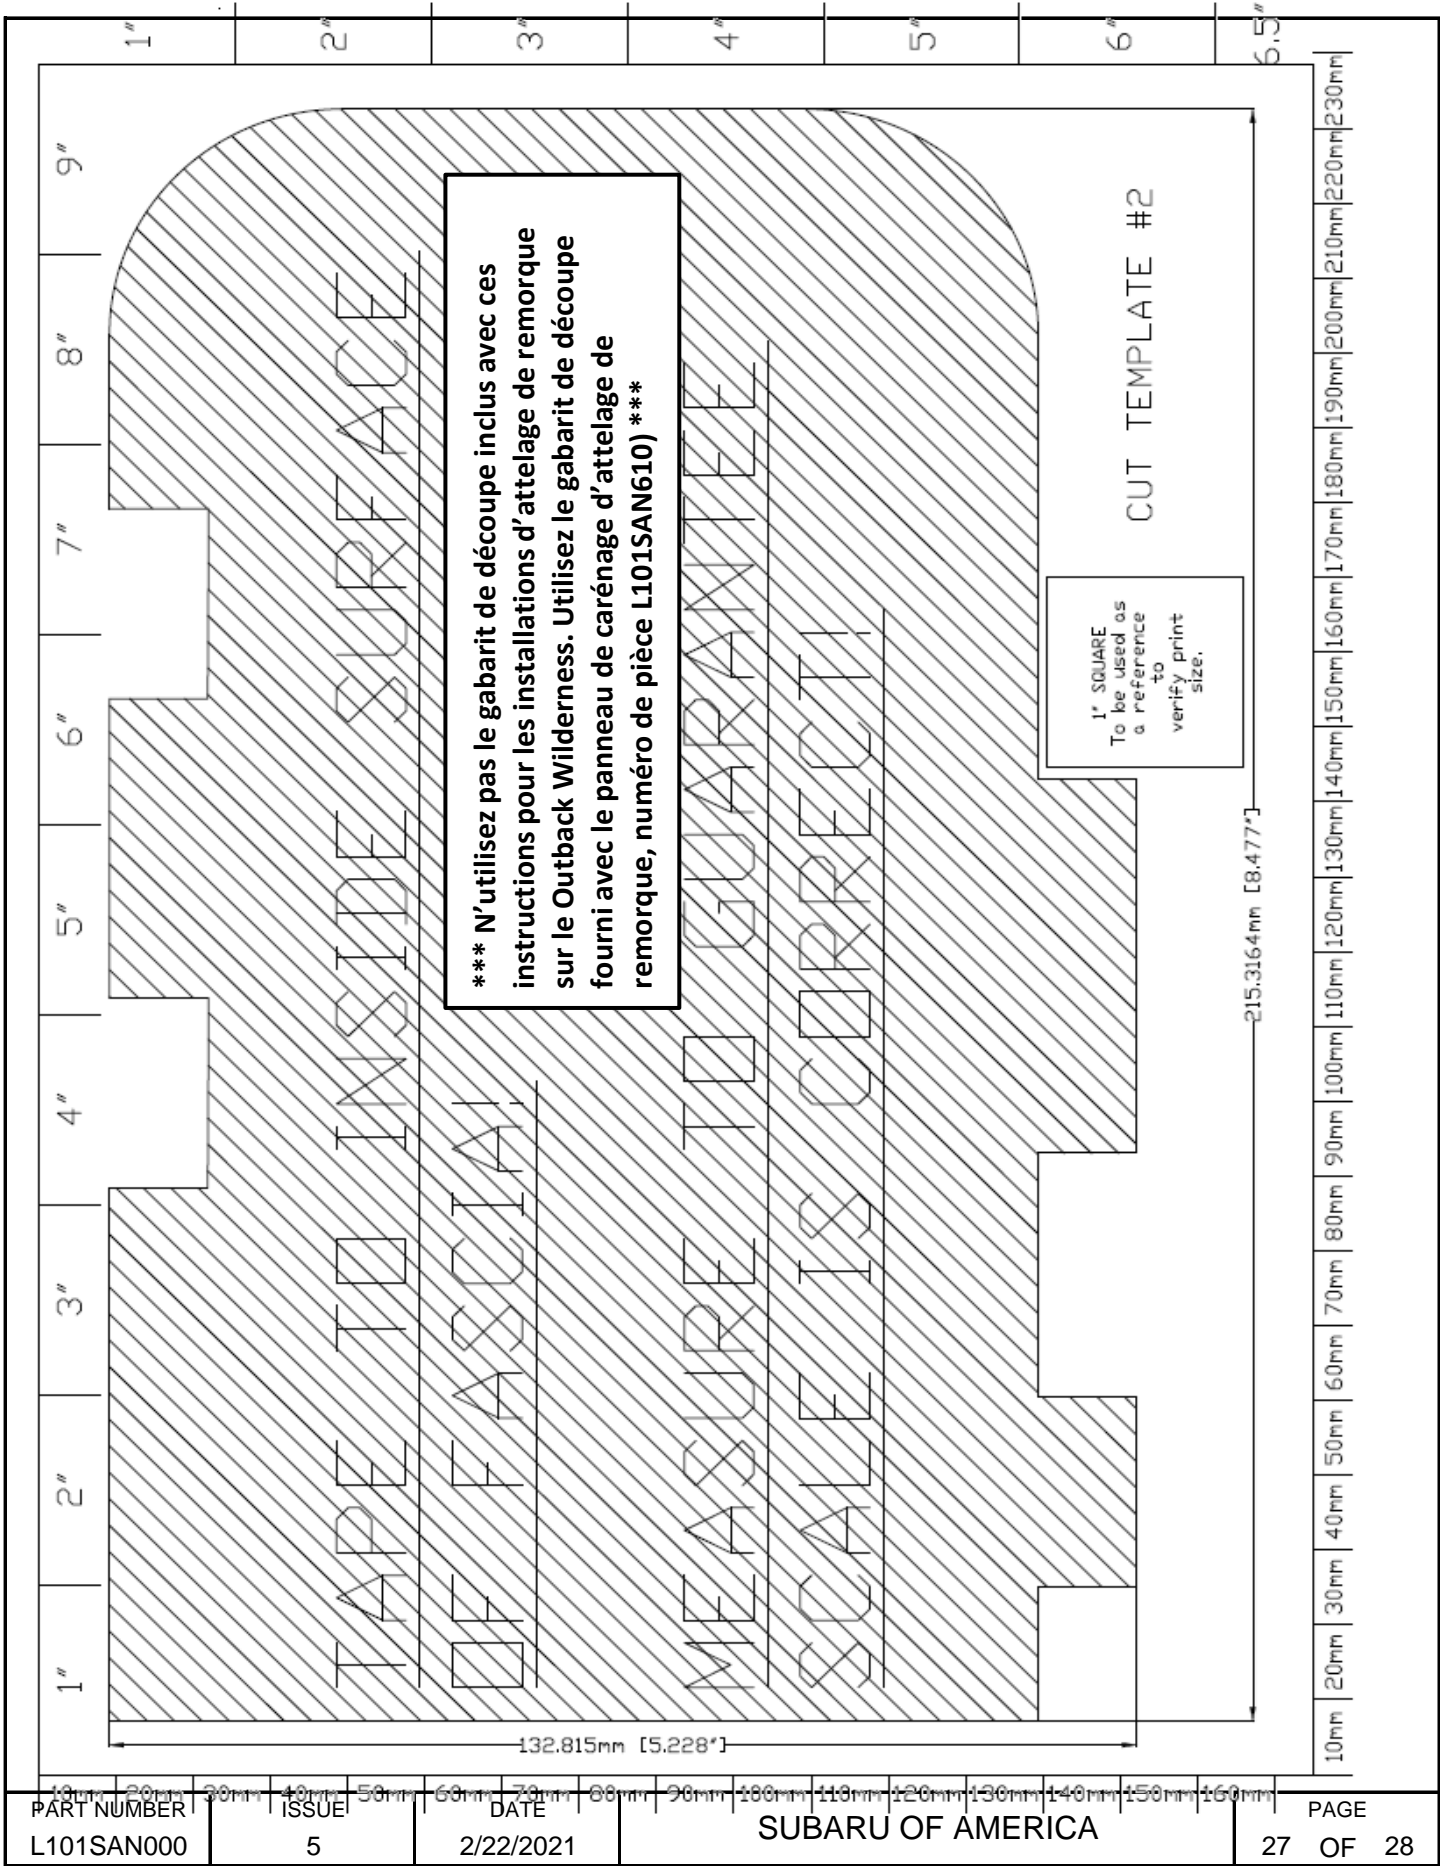 1"
2"
3"
4"
5"
6"
6.5"
1"
2"
3"
4"
5"
6"
7"
8"
9"
TAPE TO INSIDE SURFACE
OF FASCIA!
MEASURE TO GUARANTEE
SCALE IS CORRECT!!
*** N'utilisez pas le gabarit de découpe inclus avec ces
instructions pour les installations d'attelage de remorque
sur le Outback Wilderness. Utilisez le gabarit de découpe
fourni avec le panneau de carénage d'attelage de
remorque, numéro de pièce L101SAN610) ***
1" SQUARE
To be used as
a reference
to
verify print
size.
CUT TEMPLATE #2
215.3164mm [8.477"]
132.815mm [5.228"]
10mm 20mm 30mm 40mm 50mm 60mm 70mm 80mm 90mm 100mm 110mm 120mm 130mm 140mm 150mm 160mm 170mm 180mm 190mm 200mm 210mm 220mm 230mm
10mm 20mm 30mm 40mm 50mm 60mm 70mm 80mm 90mm 100mm 110mm 120mm 130mm 140mm 150mm 160mm
PART NUMBER ISSUE DATE SUBARU OF AMERICA PAGE
L101SAN000 5 2/22/2021 27 OF 28